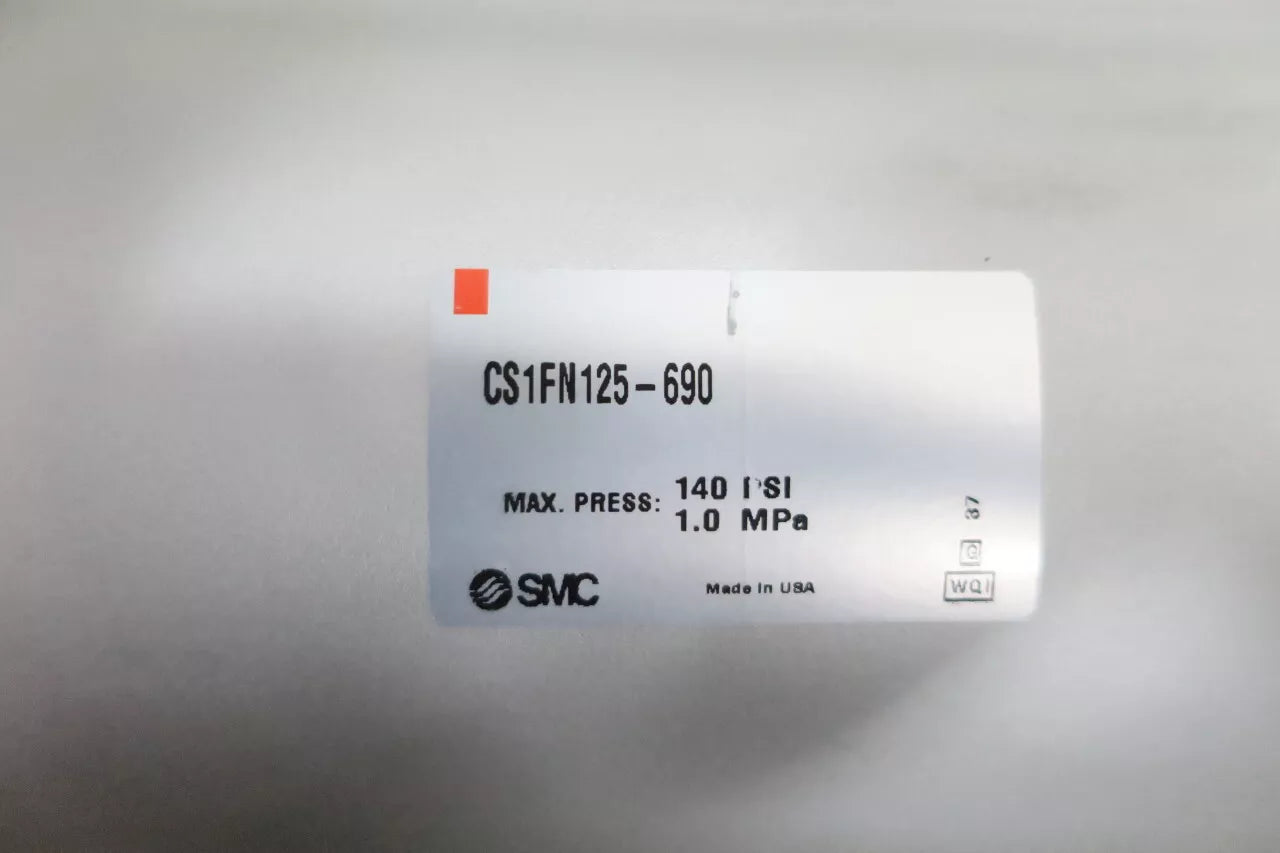 CS1FN125-690
MAX. PRESS: 140 PSI
1.0 MPa
SMC
Made in USA
37
G
WQI